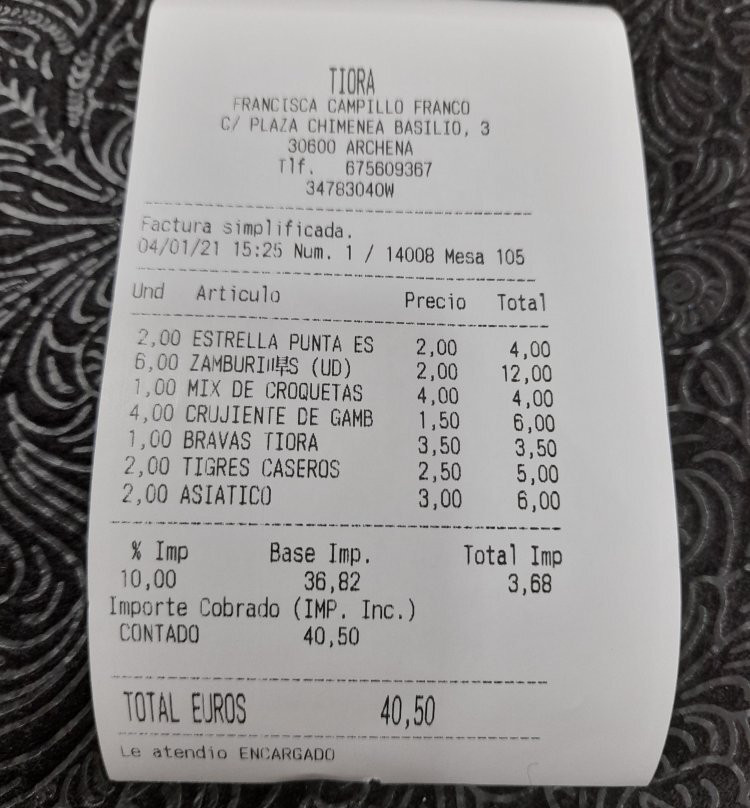 TIORA
FRANCISCA CAMPILLO FRANCO
C/ PLAZA CHIMENEA BASILIO, 3
30600 ARCHENA
Tlf. 675609367
34783040W
Factura simplificada.
04/01/21 15:25 Num. 1 / 14008 Mesa 105
Und Articulo Precio Total
2,00 ESTRELLA PUNTA ES 2,00 4,00
6,00 (UD) 2,00 12,00
1,00 MIX DE CROQUETAS 4,00 4,00
4,00 CRUJIENTE DE GAMB 1,50 6,00
1,00 BRAVAS TIORA 3,50 3,50
2,00 TIGRES CASEROS 2,50 5,00
2,00 ASIATICO 3,00 6,00
% Imp Base Imp. Total Imp
10,00 36,82 3,68
Importe Cobrado (IMP. Inc.)
CONTADO 40,50
TOTAL EUROS 40,50
Le atendio ENCARGADO